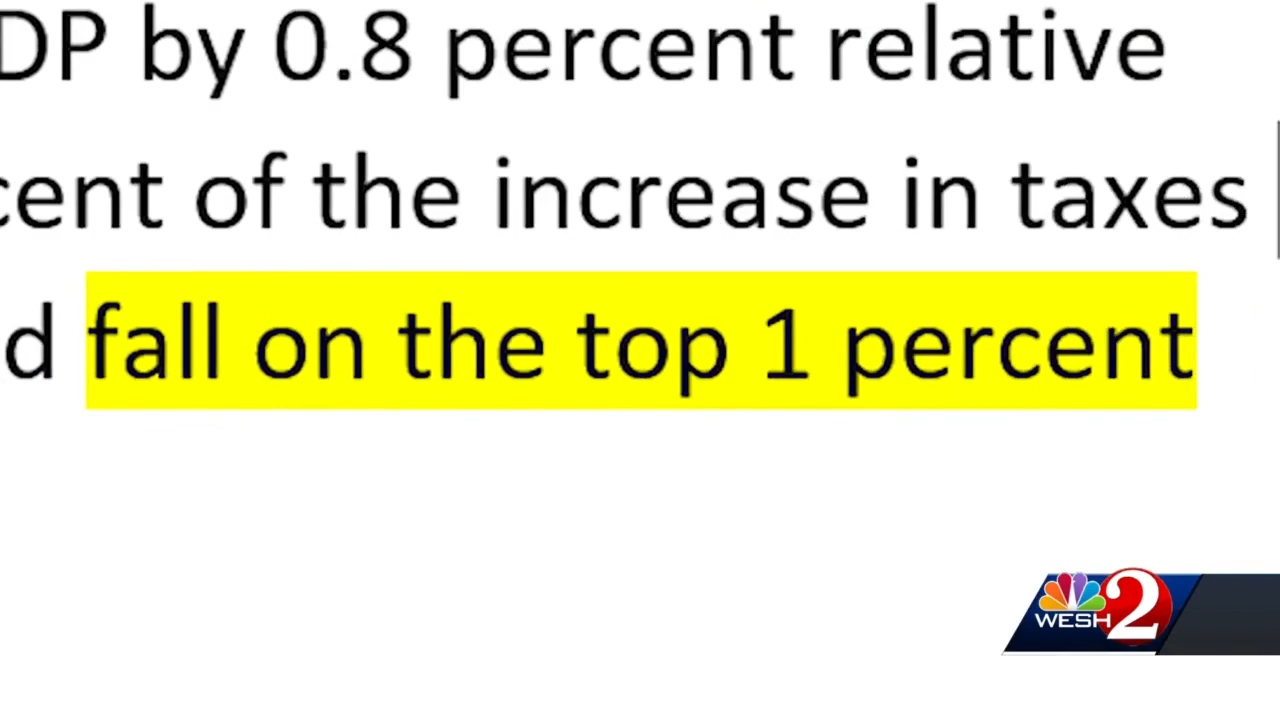 DP by 0.8 percent relative
cent of the increase in taxes
d fall on the top 1 percent
WESH 2